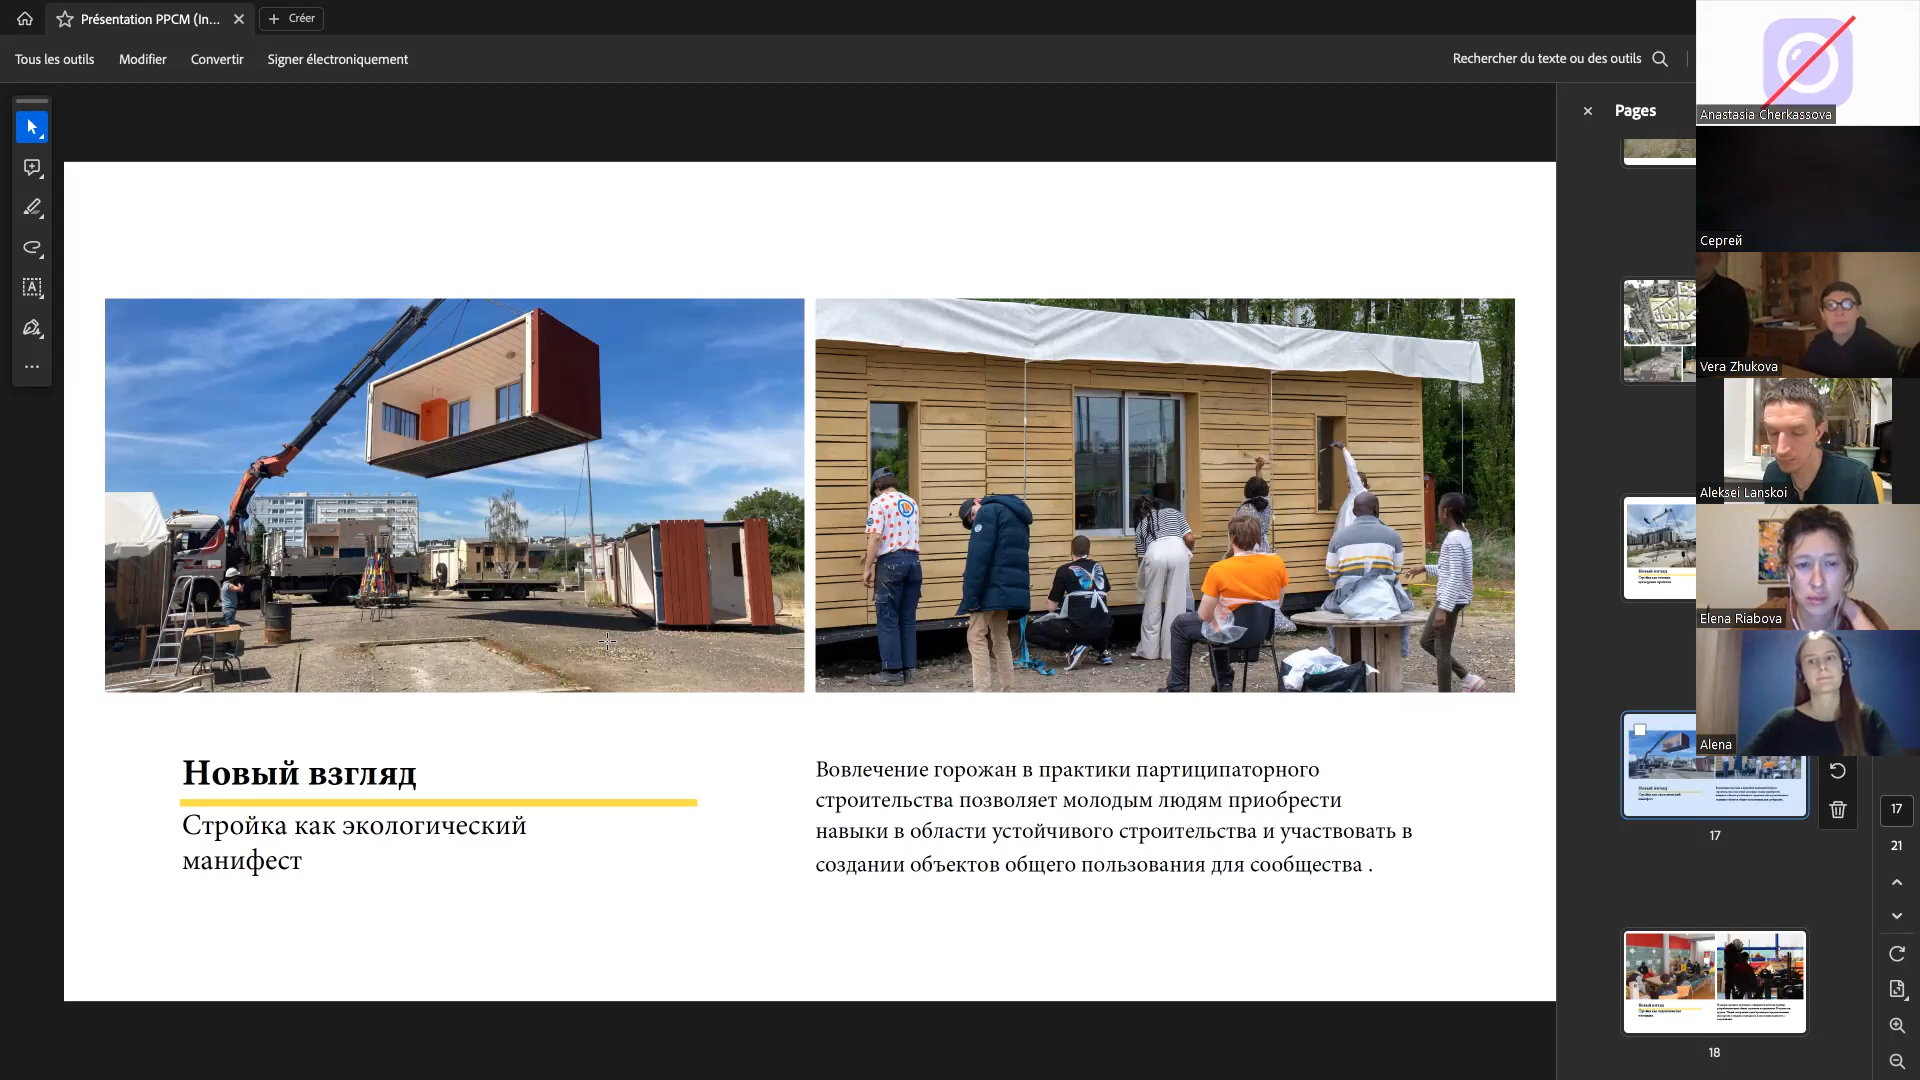 Présentation PPCM (In...
Créer
Tous les outils
Modifier
Convertir
Signer électroniquement
Rechercher du texte ou des outils
Pages
Anastasia Cherkassova
Сергей
Vera Zhukova
Aleksei Lanskoi
Elena Riabova
Alena
Новый взгляд
Стройка как экологический
манифест
Вовлечение горожан в практики партиципаторного
строительства позволяет молодым людям приобрести
навыки в области устойчивого строительства и участвовать в
создании объектов общего пользования для сообщества .
17
18
17
21